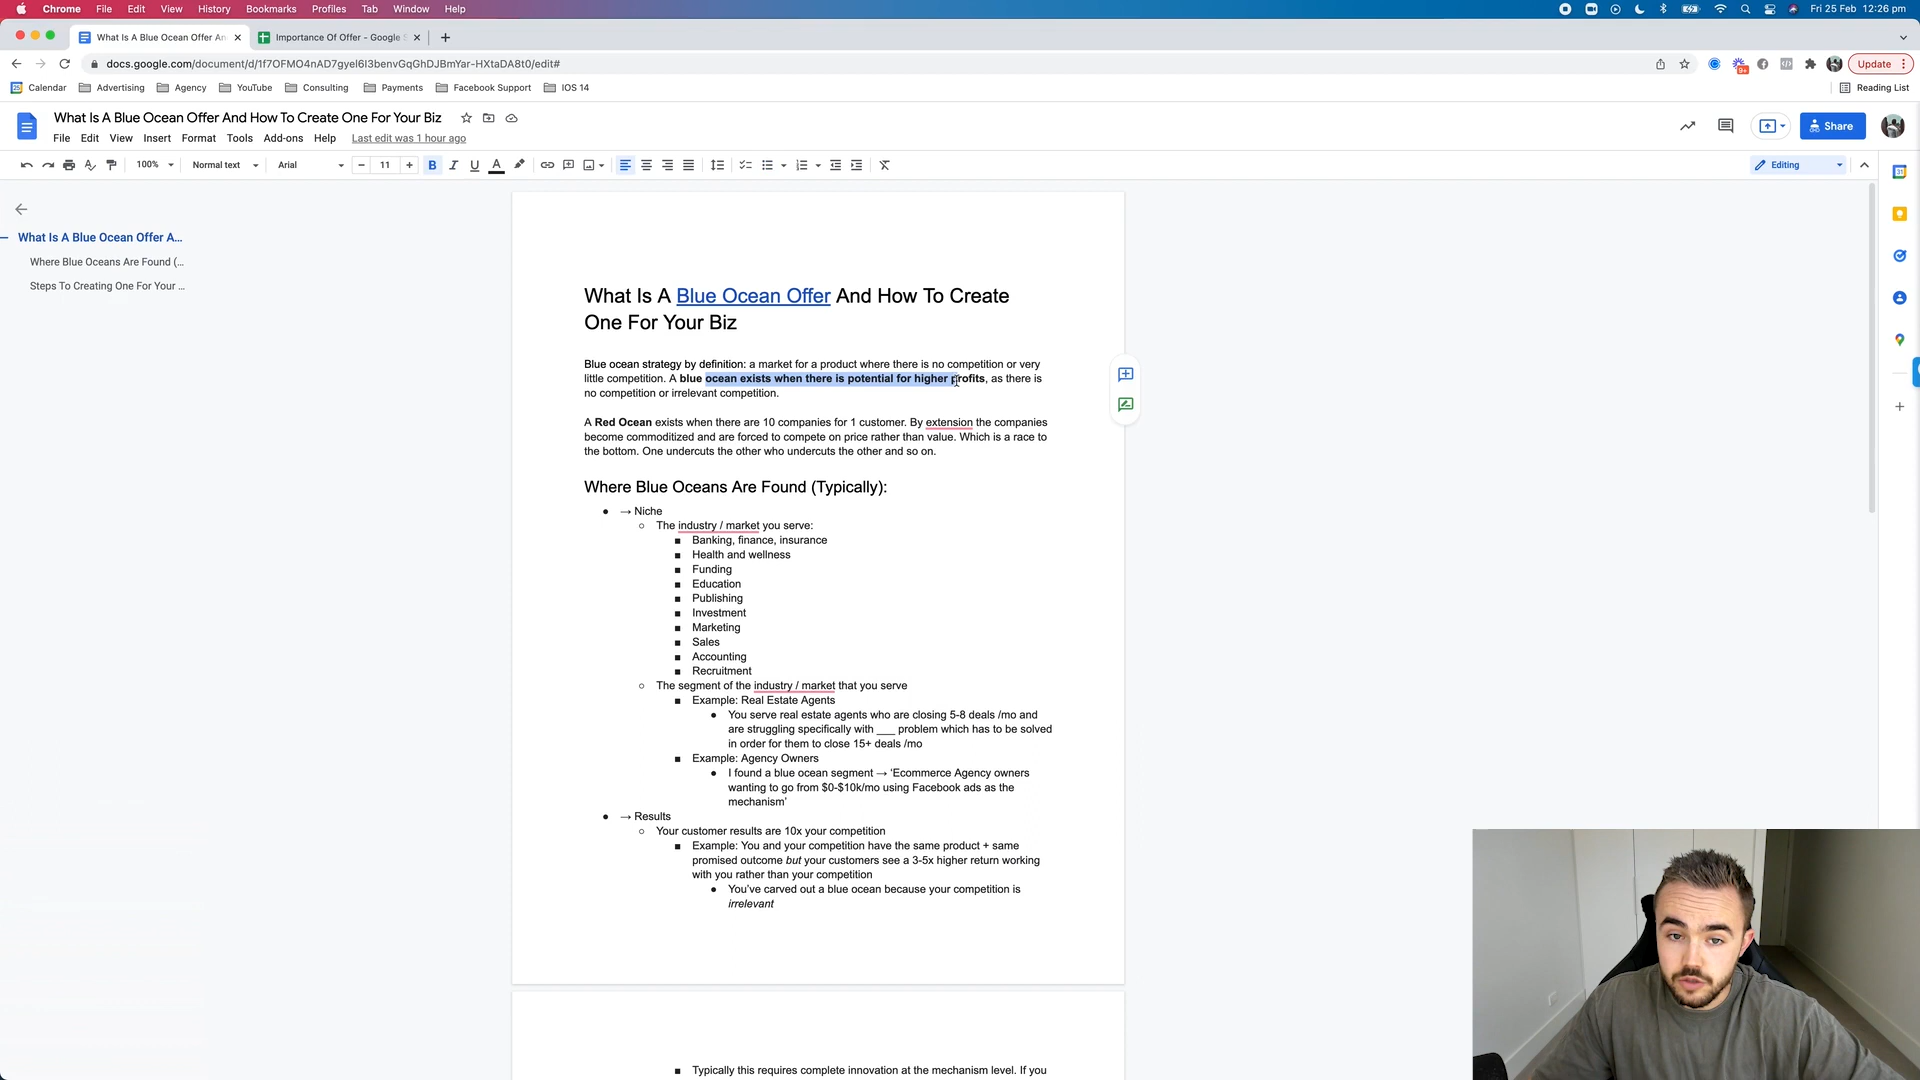 Chrome File Edit View History Bookmarks Profiles Tab Window Help Fri 25 Feb 12:26 pm
What Is A Blue Ocean Offer An Importance Of Offer - Google S
docs.google.com/document/d/1f7OFMO4nAD7gyel6I3benvGqGhDJBmYar-HXtaDA8t0/edit# 9+ Update
Calendar Advertising Agency YouTube Consulting Payments Facebook Support IOS 14 Reading List
What Is A Blue Ocean Offer And How To Create One For Your Biz
File Edit View Insert Format Tools Add-ons Help Last edit was 1 hour ago Share
100% Normal text Arial 11 B I U A Editing
What Is A Blue Ocean Offer A...
Where Blue Oceans Are Found (...
Steps To Creating One For Your ...
What Is A Blue Ocean Offer And How To Create
One For Your Biz
Blue ocean strategy by definition: a market for a product where there is no competition or very
little competition. A blue ocean exists when there is potential for higher profits, as there is
no competition or irrelevant competition.
A Red Ocean exists when there are 10 companies for 1 customer. By extension the companies
become commoditized and are forced to compete on price rather than value. Which is a race to
the bottom. One undercuts the other who undercuts the other and so on.
Where Blue Oceans Are Found (Typically):
● → Niche
○ The industry / market you serve:
■ Banking, finance, insurance
■ Health and wellness
■ Funding
■ Education
■ Publishing
■ Investment
■ Marketing
■ Sales
■ Accounting
■ Recruitment
○ The segment of the industry / market that you serve
■ Example: Real Estate Agents
● You serve real estate agents who are closing 5-8 deals /mo and
are struggling specifically with ___ problem which has to be solved
in order for them to close 15+ deals /mo
■ Example: Agency Owners
● I found a blue ocean segment → ‘Ecommerce Agency owners
wanting to go from $0-$10k/mo using Facebook ads as the
mechanism’
● → Results
○ Your customer results are 10x your competition
■ Example: You and your competition have the same product + same
promised outcome but your customers see a 3-5x higher return working
with you rather than your competition
● You’ve carved out a blue ocean because your competition is
irrelevant
■ Typically this requires complete innovation at the mechanism level. If you